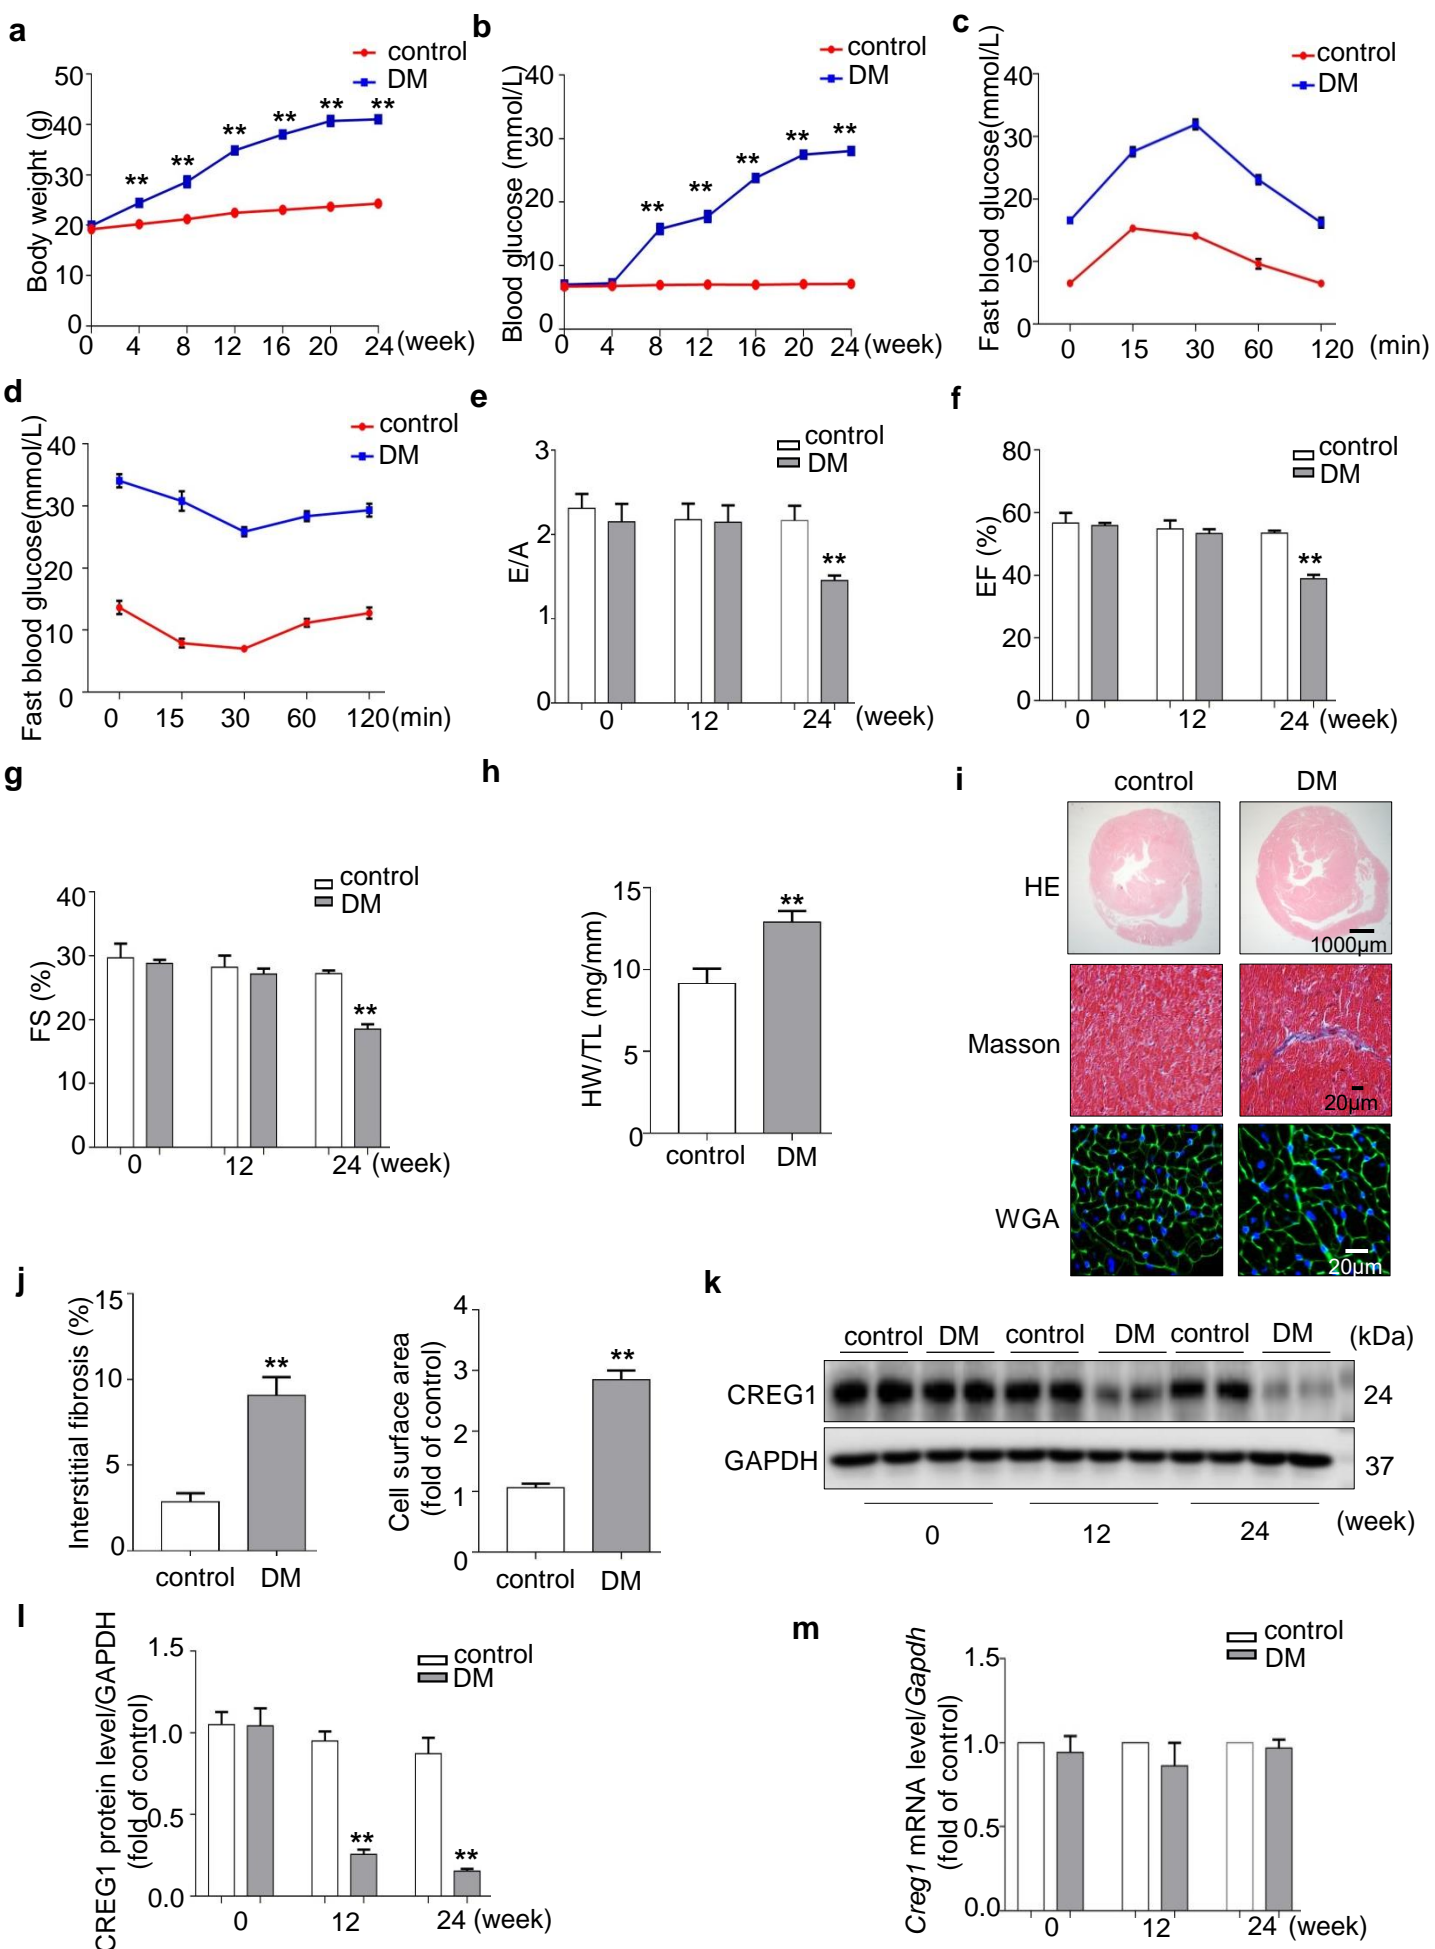 a
control
DM
Body weight (g)
50
40
30
20
10
0
** ** ** ** ** **
0 4 8 12 16 20 24 (week)
b
control
DM
Blood glucose (mmol/L)
40
30
20
10
0
** ** ** ** **
0 4 8 12 16 20 24 (week)
c
control
DM
Fast blood glucose(mmol/L)
40
30
20
10
0
0 15 30 60 120 (min)
d
control
DM
Fast blood glucose(mmol/L)
40
30
20
10
0
0 15 30 60 120 (min)
e
control
DM
E/A
3
2
1
0
**
0 12 24 (week)
f
control
DM
EF (%)
80
60
40
20
0
**
0 12 24 (week)
g
control
DM
FS (%)
40
30
20
10
0
**
0 12 24 (week)
h
HW/TL (mg/mm)
15
10
5
0
**
control DM
i
control DM
HE
1000μm
Masson
20μm
WGA
20μm
j
Interstitial fibrosis (%)
15
10
5
0
**
control DM
Cell surface area
(fold of control)
4
3
2
1
0
**
control DM
k
control DM control DM control DM (kDa)
CREG1 24
GAPDH 37
0 12 24 (week)
l
control
DM
CREG1 protein level/GAPDH
(fold of control)
1.5
1.0
0.5
0.0
** **
0 12 24 (week)
m
control
DM
Creg1 mRNA level/Gapdh
(fold of control)
1.5
1.0
0.5
0.0
0 12 24 (week)